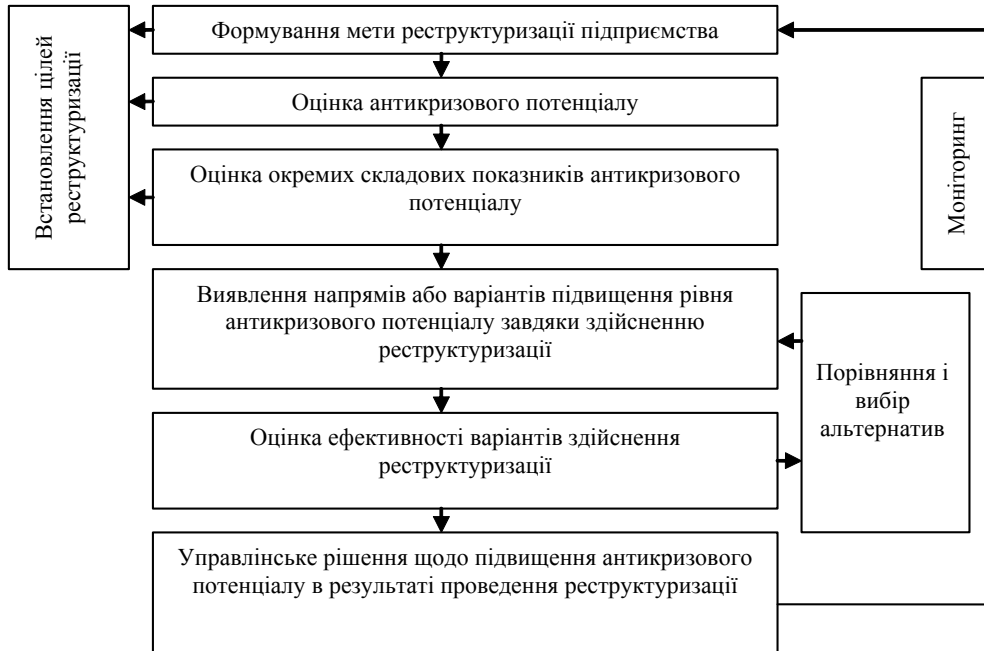 Встановлення цілей
реструктуризації
Формування мети реструктуризації підприємства
Оцінка антикризового потенціалу
Оцінка окремих складових показників антикризового
потенціалу
Моніторинг
Виявлення напрямів або варіантів підвищення рівня
антикризового потенціалу завдяки здійсненню
реструктуризації
Порівняння і
вибір
альтернатив
Оцінка ефективності варіантів здійснення
реструктуризації
Управлінське рішення щодо підвищення антикризового
потенціалу в результаті проведення реструктуризації